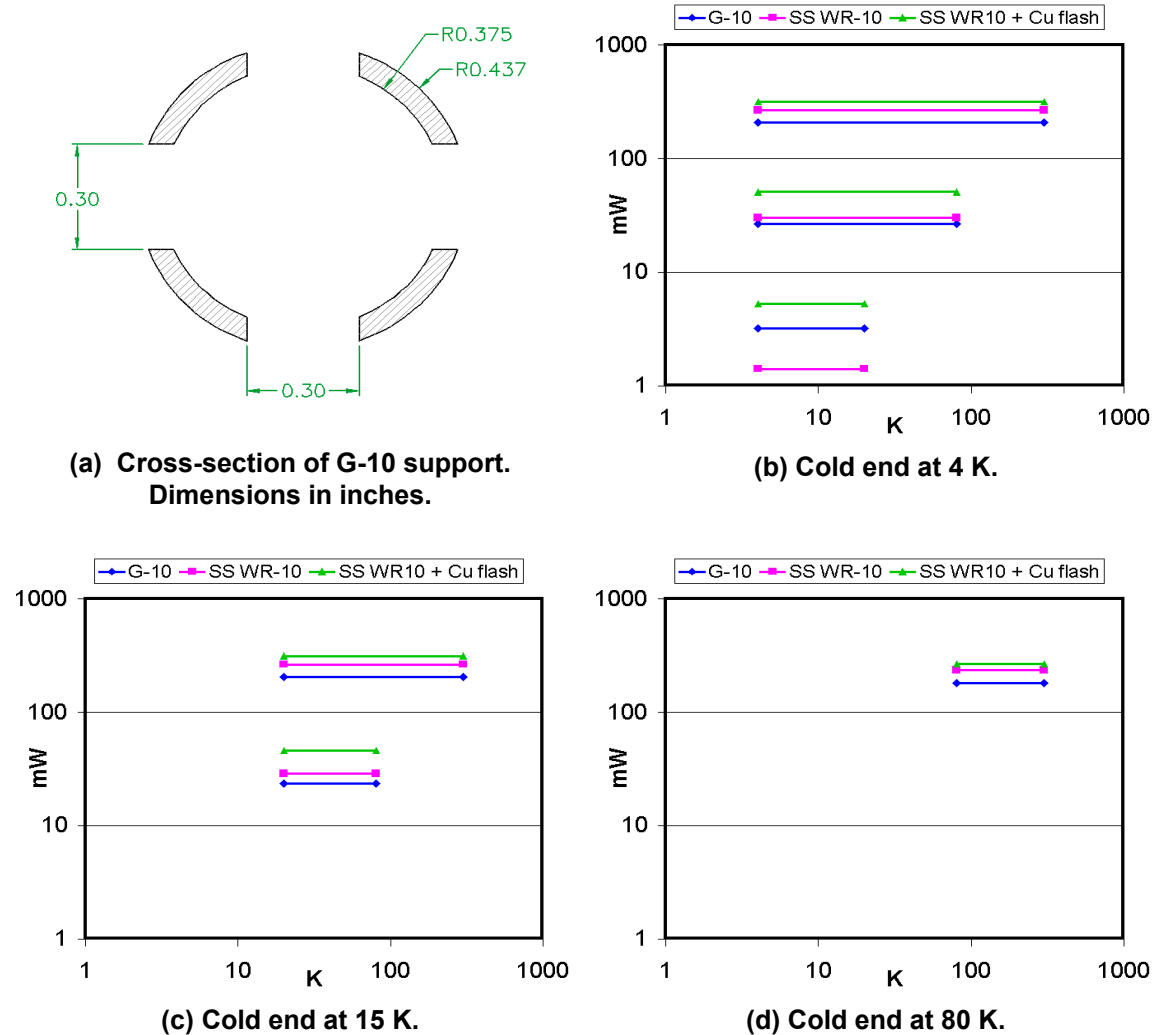 R0.375
R0.437
0.30
0.30
(a) Cross-section of G-10 support.
Dimensions in inches.
G-10 SS WR-10 SS WR10 + Cu flash
1000
100
mW
10
1
1 10 100 1000
K
(b) Cold end at 4 K.
G-10 SS WR-10 SS WR10 + Cu flash
1000
100
mW
10
1
1 10 100 1000
K
(c) Cold end at 15 K.
G-10 SS WR-10 SS WR10 + Cu flash
1000
100
mW
10
1
1 10 100 1000
K
(d) Cold end at 80 K.